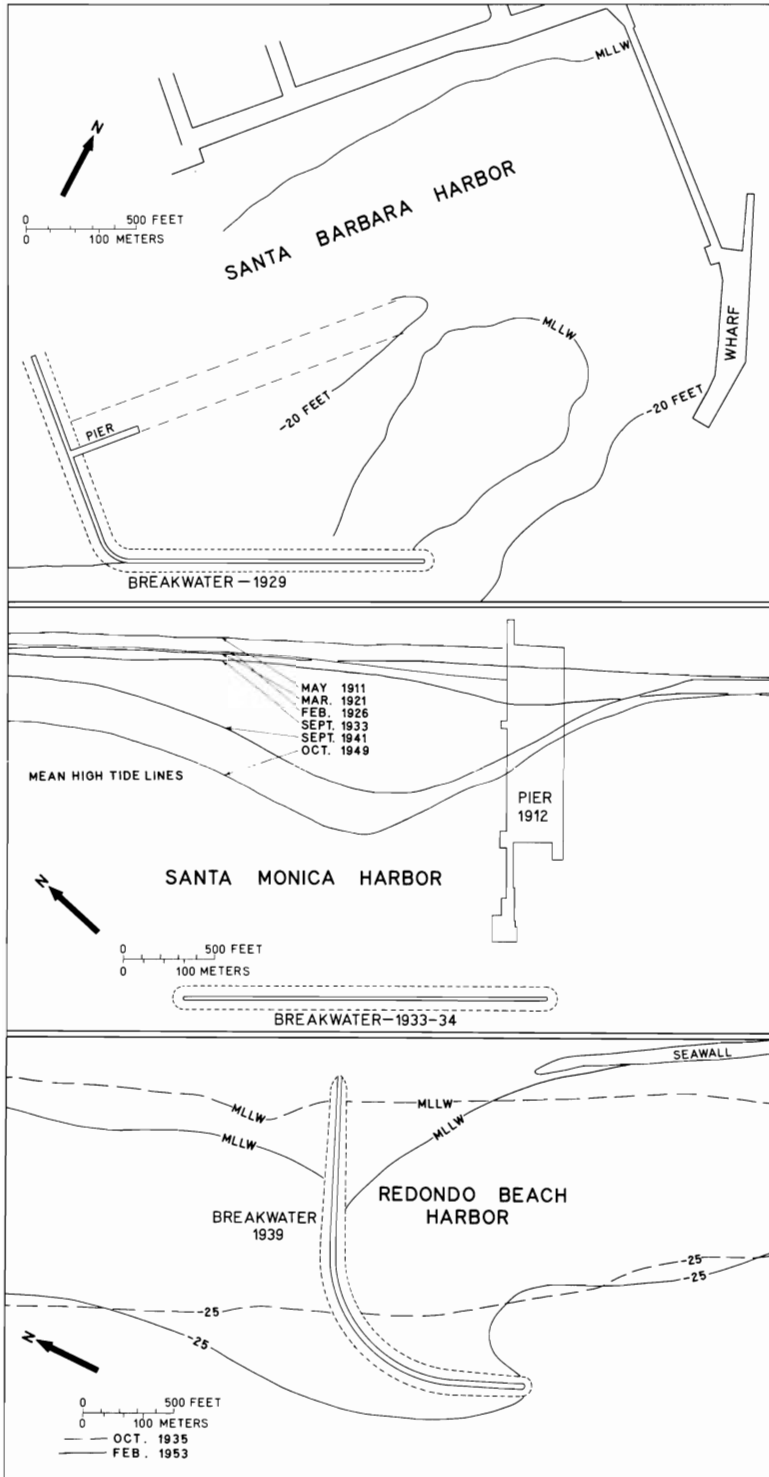 MLLW
N
0 500 FEET
0 100 METERS
SANTA BARBARA HARBOR
MLLW
WHARF
-20 FEET
-20 FEET
PIER
BREAKWATER-1929
MAY 1911
MAR. 1921
FEB. 1926
SEPT. 1933
SEPT. 1941
OCT. 1949
MEAN HIGH TIDE LINES
PIER
1912
SANTA MONICA HARBOR
N
0 500 FEET
0 100 METERS
BREAKWATER-1933-34
SEAWALL
MLLW
MLLW
MLLW
MLLW
REDONDO BEACH
HARBOR
BREAKWATER
1939
-25
-25
-25
-25
N
0 500 FEET
0 100 METERS
OCT. 1935
FEB. 1953